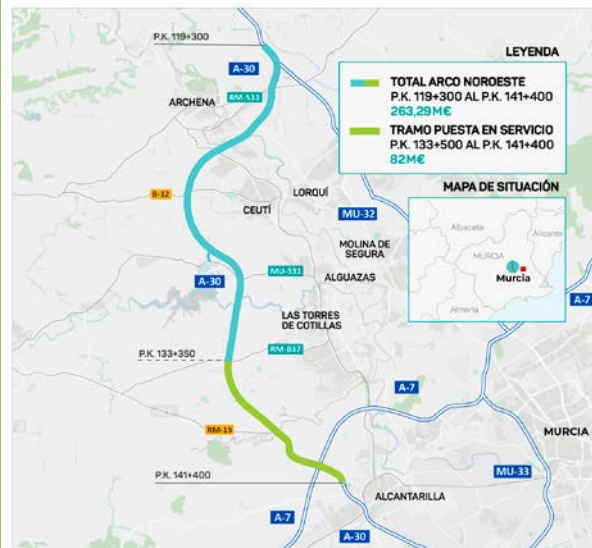 P.K. 119+300
A-30
ARCHENA
RM-533
LEYENDA
TOTAL ARCO NOROESTE
P.K. 119+300 AL P.K. 141+400
263,29M€
TRAMO PUESTA EN SERVICIO
P.K. 133+500 AL P.K. 141+400
82M€
MAPA DE SITUACIÓN
Albacete
Alicante
MURCIA
Murcia
Almería
B-32
LORQUÍ
CEUTÍ
MU-32
MOLINA DE
SEGURA
A-30
MU-531
ALGUAZAS
A-7
LAS TORRES
DE COTILLAS
P.K. 133+350
RM-B37
A-7
RM-15
MURCIA
P.K. 141+400
MU-33
ALCANTARILLA
A-7
A-30